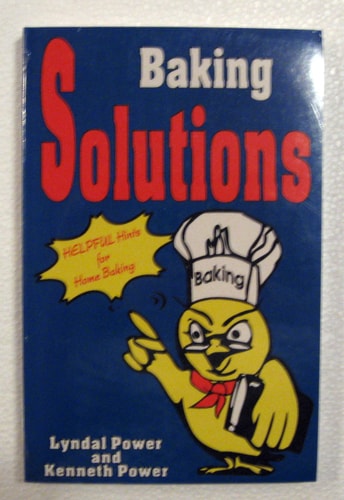 Baking
Solutions
HELPFUL Hints
for
Home Baking
Baking
Lyndal Power
and
Kenneth Power